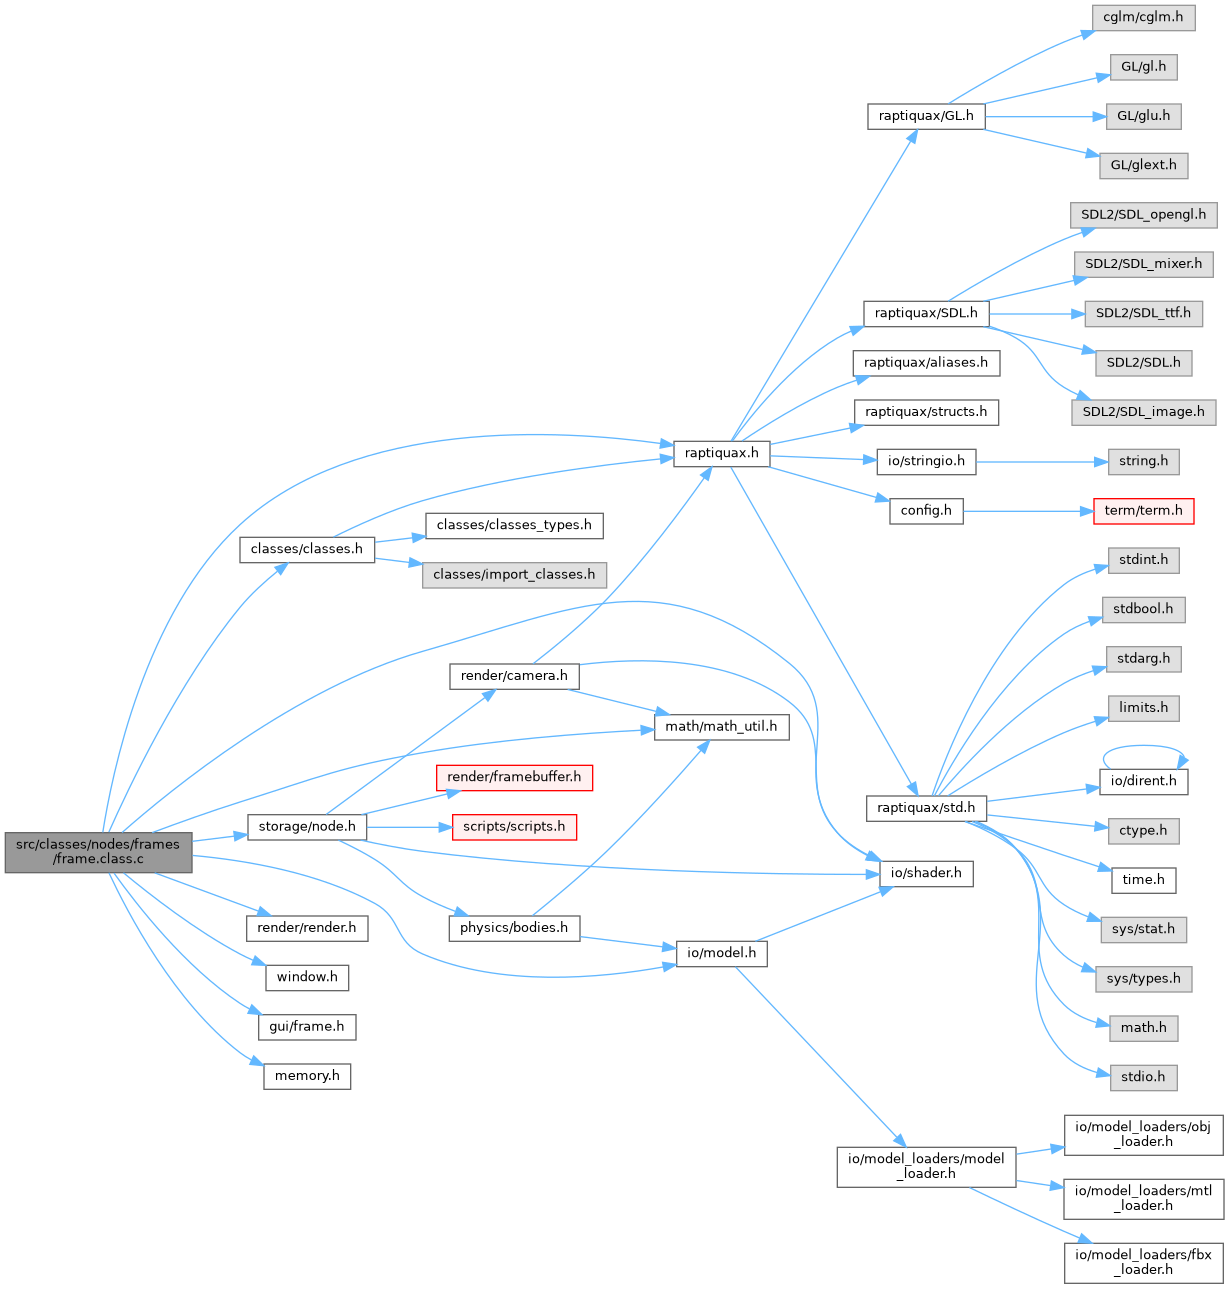 cglm/cglm.h
GL/gl.h
raptiquax/GL.h
GL/glu.h
GL/glext.h
SDL2/SDL_opengl.h
SDL2/SDL_mixer.h
raptiquax/SDL.h
SDL2/SDL_ttf.h
raptiquax/aliases.h
SDL2/SDL.h
raptiquax/structs.h
SDL2/SDL_image.h
raptiquax.h
io/stringio.h
string.h
config.h
term/term.h
classes/classes_types.h
classes/classes.h
classes/import_classes.h
stdint.h
stdbool.h
stdarg.h
render/camera.h
limits.h
math/math_util.h
render/framebuffer.h
io/dirent.h
raptiquax/std.h
storage/node.h
scripts/scripts.h
ctype.h
src/classes/nodes/frames
/frame.class.c
io/shader.h
time.h
render/render.h
physics/bodies.h
sys/stat.h
io/model.h
window.h
sys/types.h
gui/frame.h
math.h
memory.h
stdio.h
io/model_loaders/obj
_loader.h
io/model_loaders/model
_loader.h
io/model_loaders/mtl
_loader.h
io/model_loaders/fbx
_loader.h